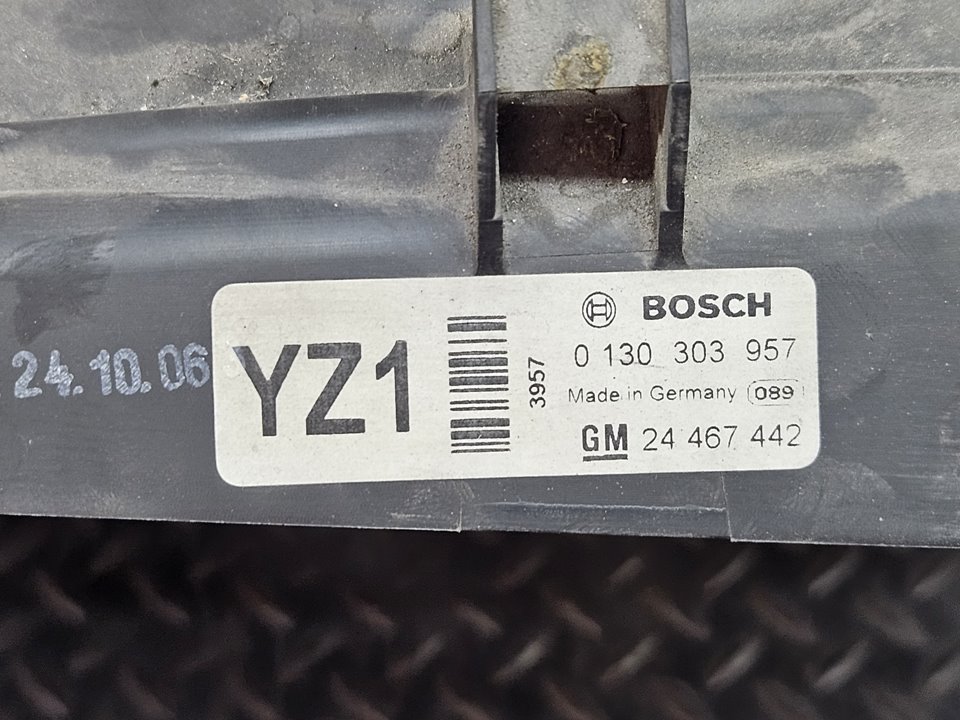 24.10.06
YZ1
3957
BOSCH
0 130 303 957
Made in Germany 089
GM 24 467 442